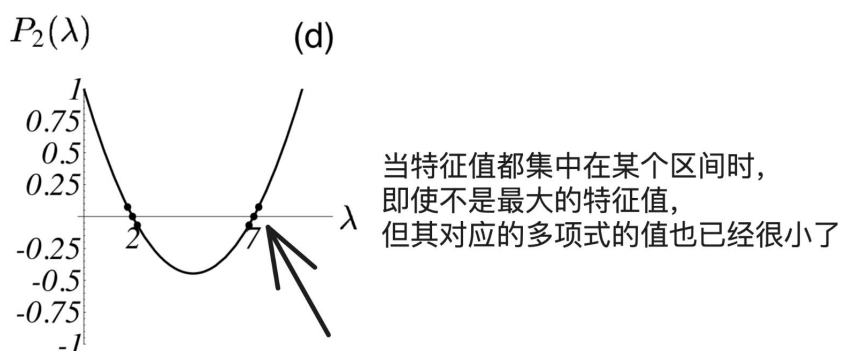 P₂(λ)
(d)
1
0.75
0.5
0.25
-0.25
-0.5
-0.75
-1
2
7
λ
当特征值都集中在某个区间时，
即使不是最大的特征值，
但其对应的多项式的值也已经很小了